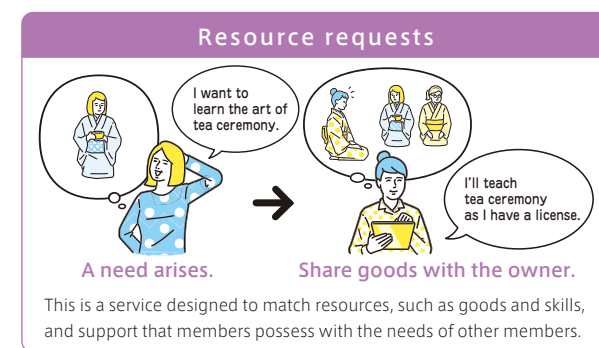 Resource requests
I want to
learn the art of
tea ceremony.
I'll teach
tea ceremony
as I have a license.
A need arises.
Share goods with the owner.
This is a service designed to match resources, such as goods and skills,
and support that members possess with the needs of other members.